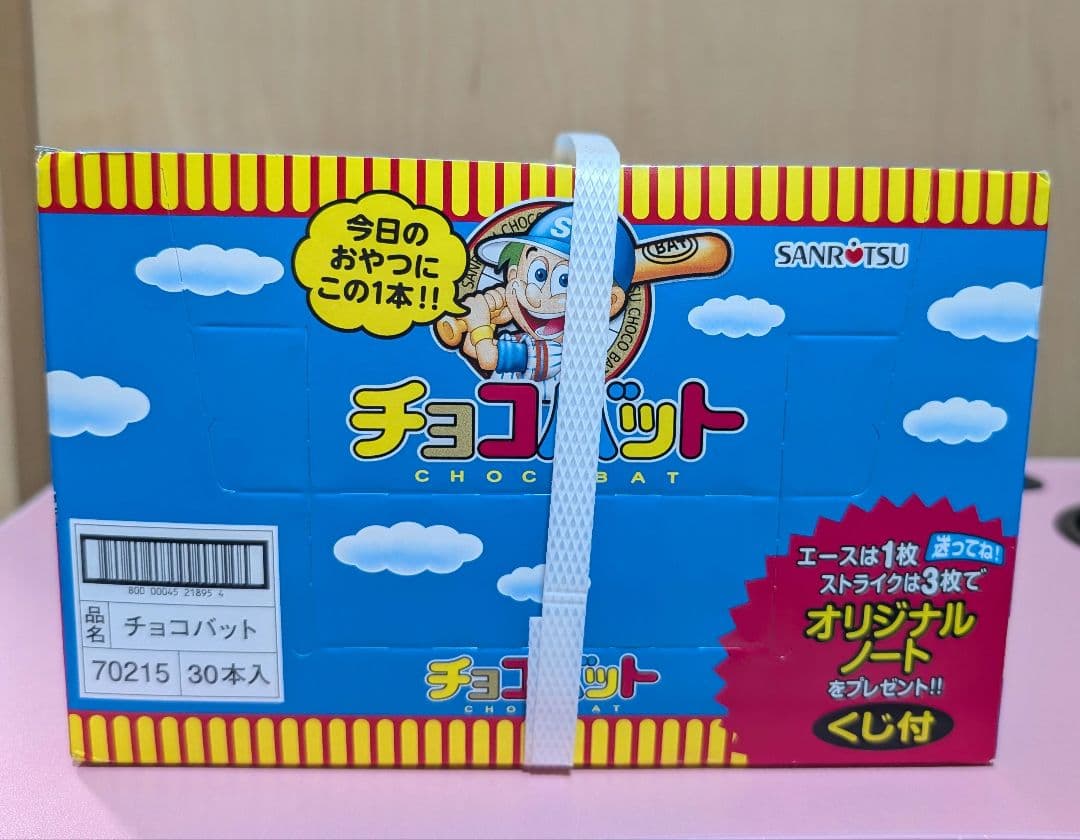 今日の
おやつに
この1本!!
SANRITSU
S
BAT
チョコバット
CHOCO BAT
800 00045 21895 4
品名 チョコバット
70215 30本入
チョコバット
エースは1枚 送ってね!
ストライクは3枚で
オリジナル
ノート
をプレゼント!!
くじ付